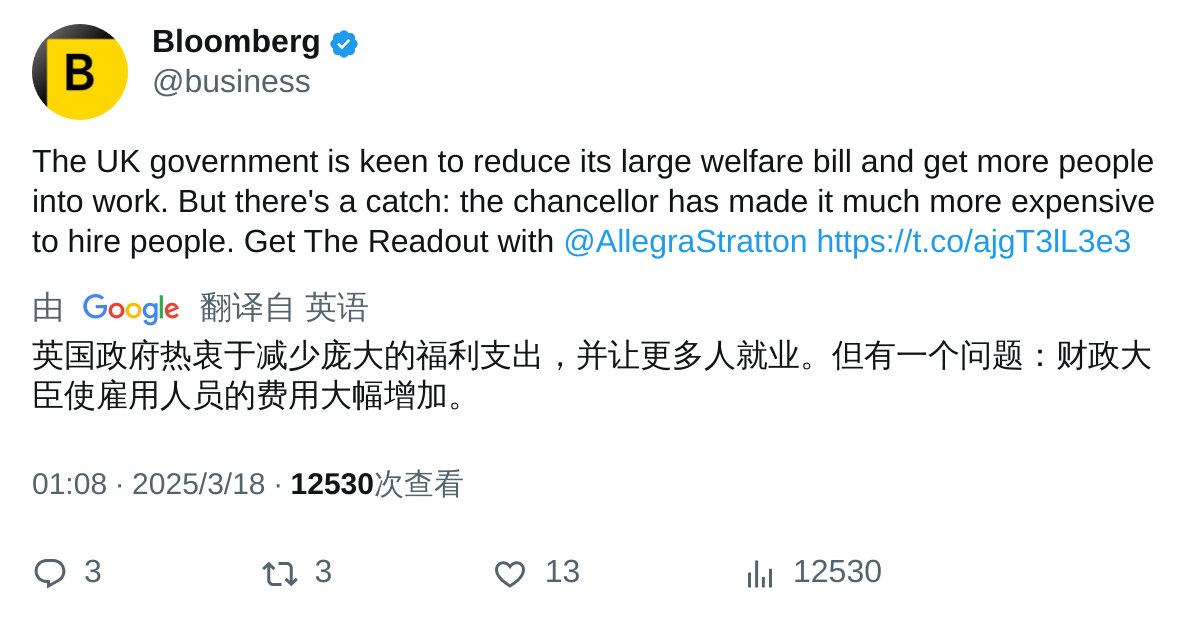 Bloomberg
@business
The UK government is keen to reduce its large welfare bill and get more people
into work. But there's a catch: the chancellor has made it much more expensive
to hire people. Get The Readout with @AllegraStratton https://t.co/ajgT3lL3e3
由 Google 翻译自 英语
英国政府热衷于减少庞大的福利支出，并让更多人就业。但有一个问题：财政大
臣使雇用人员的费用大幅增加。
01:08 · 2025/3/18 · 12530次查看
3 3 13 12530